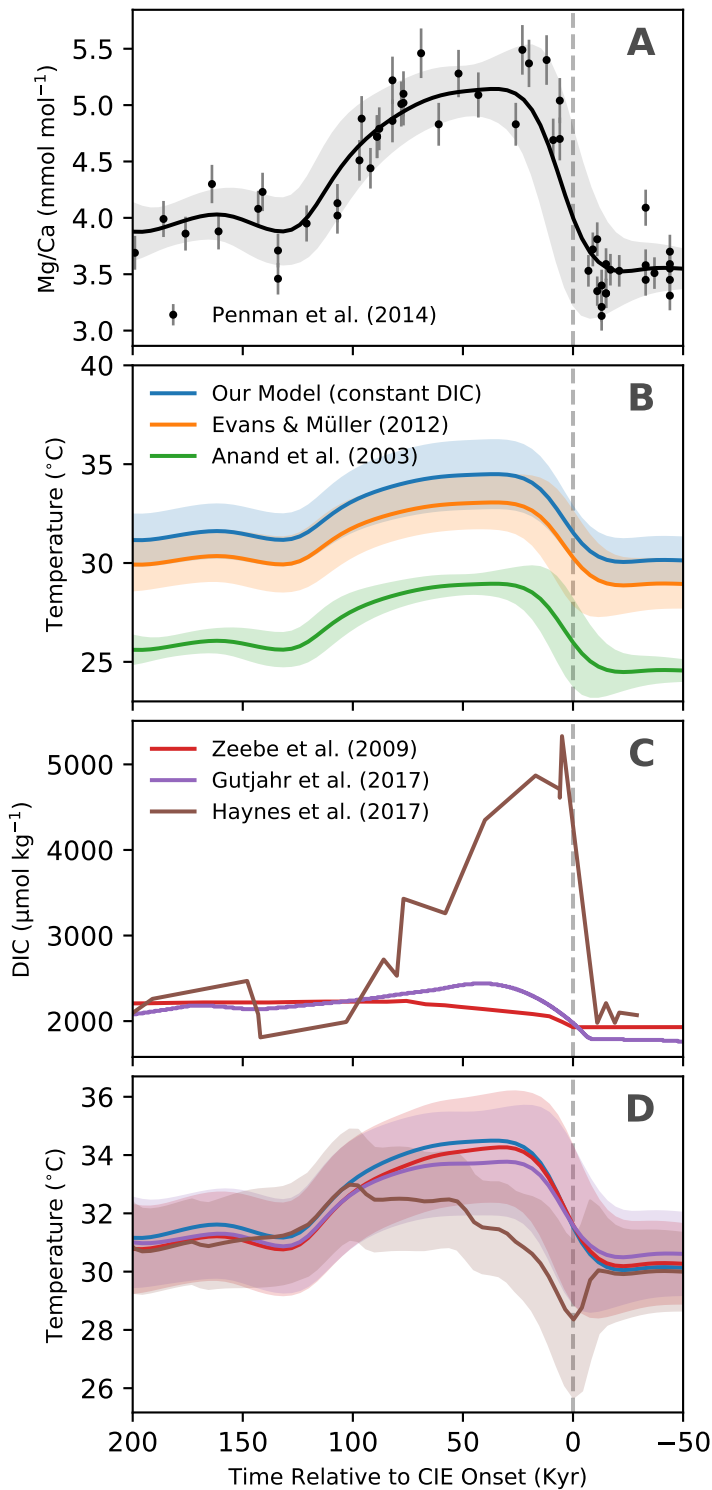 A
5.5
5.0
4.5
4.0
3.5
3.0
Mg/Ca (mmol mol⁻¹)
Penman et al. (2014)
B
40
35
30
25
Temperature (°C)
Our Model (constant DIC)
Evans & Müller (2012)
Anand et al. (2003)
C
5000
4000
3000
2000
DIC (µmol kg⁻¹)
Zeebe et al. (2009)
Gutjahr et al. (2017)
Haynes et al. (2017)
D
36
34
32
30
28
26
Temperature (°C)
200 150 100 50 0 −50
Time Relative to CIE Onset (Kyr)